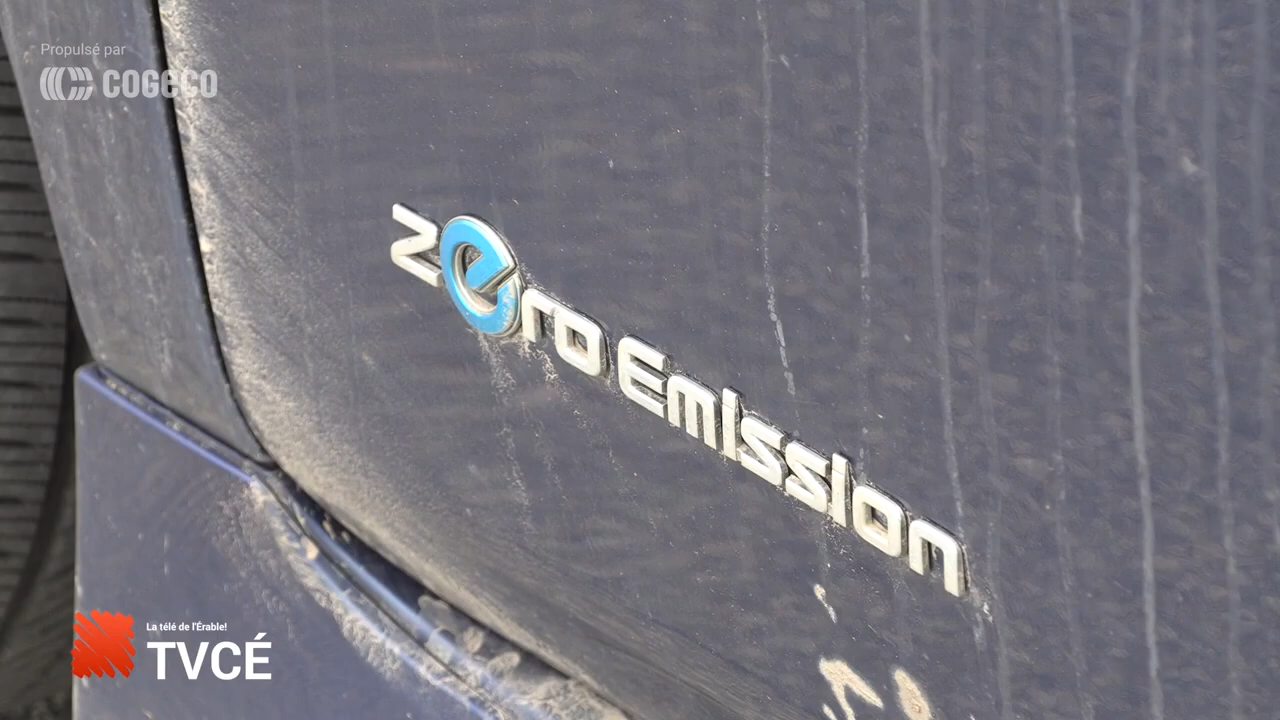 Propulsé par
COGECO
zero Emission
La télé de l'Érable!
TVCÉ